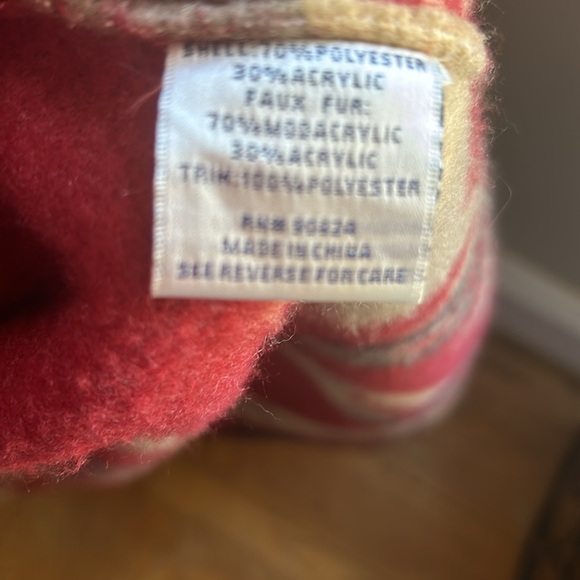 SHELL:70%POLYESTER
30%ACRYLIC
FAUX FUR:
70%MODACRYLIC
30%ACRYLIC
TRIM:100%POLYESTER
RN#
MADE IN CHINA
SEE REVERSE FOR CARE